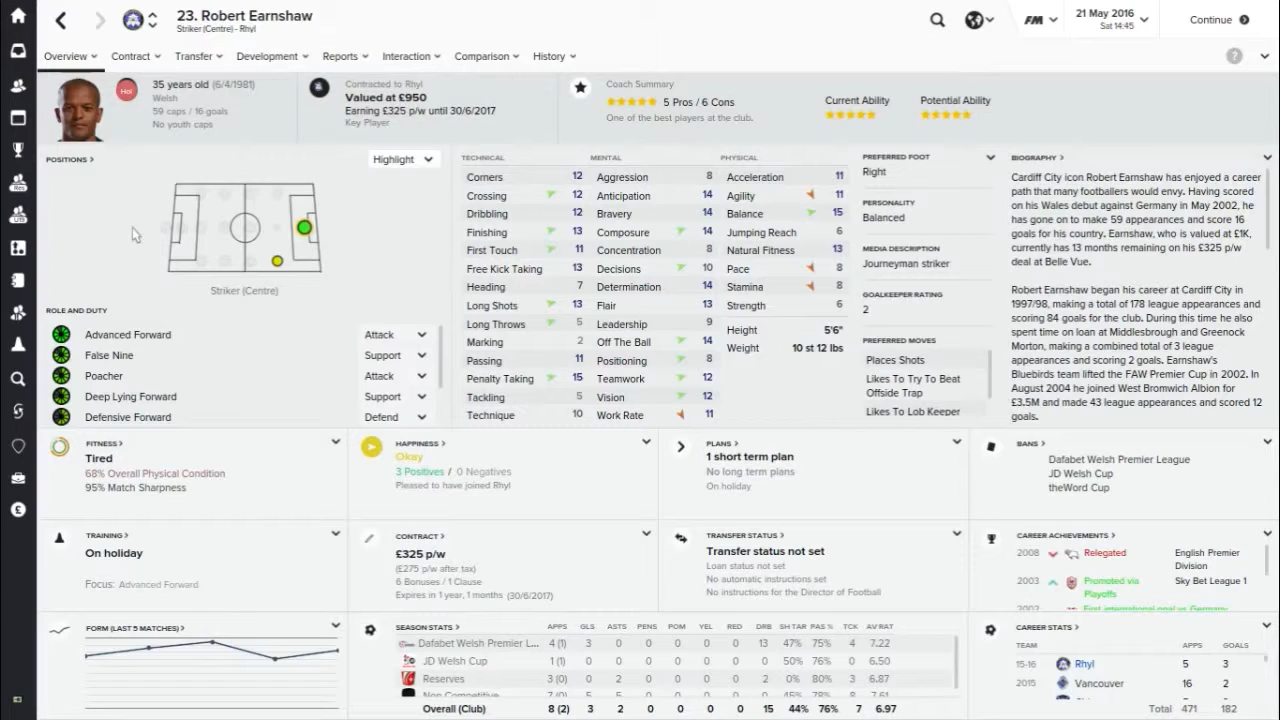 23. Robert Earnshaw
Striker (Centre) - Rhyl
FM
21 May 2016
Sat 14:45
Continue
Overview
Contract
Transfer
Development
Reports
Interaction
Comparison
History
?
Hol
35 years old (6/4/1981)
Welsh
59 caps / 16 goals
No youth caps
Contracted to Rhyl
Valued at £950
Earning £325 p/w until 30/6/2017
Key Player
Coach Summary
5 Pros / 6 Cons
One of the best players at the club.
Current Ability
Potential Ability
POSITIONS >
Highlight
Striker (Centre)
ROLE AND DUTY
Advanced Forward Attack
False Nine Support
Poacher Attack
Deep Lying Forward Support
Defensive Forward Defend
TECHNICAL
Corners 12
Crossing 12
Dribbling 12
Finishing 13
First Touch 11
Free Kick Taking 13
Heading 7
Long Shots 13
Long Throws 5
Marking 2
Passing 11
Penalty Taking 15
Tackling 5
Technique 10
MENTAL
Aggression 8
Anticipation 14
Bravery 14
Composure 14
Concentration 8
Decisions 10
Determination 14
Flair 13
Leadership 9
Off The Ball 14
Positioning 8
Teamwork 12
Vision 12
Work Rate 11
PHYSICAL
Acceleration 11
Agility 11
Balance 15
Jumping Reach 6
Natural Fitness 13
Pace 8
Stamina 8
Strength 6
Height 5'6"
Weight 10 st 12 lbs
PREFERRED FOOT
Right
PERSONALITY
Balanced
MEDIA DESCRIPTION
Journeyman striker
GOALKEEPER RATING
2
PREFERRED MOVES
Places Shots
Likes To Try To Beat
Offside Trap
Likes To Lob Keeper
BIOGRAPHY >
Cardiff City icon Robert Earnshaw has enjoyed a career
path that many footballers would envy. Having scored
on his Wales debut against Germany in May 2002, he
has gone on to make 59 appearances and score 16
goals for his country. Earnshaw, who is valued at £1K,
currently has 13 months remaining on his £325 p/w
deal at Belle Vue.
Robert Earnshaw began his career at Cardiff City in
1997/98, making a total of 178 league appearances and
scoring 84 goals for the club. During this time he also
spent time on loan at Middlesbrough and Greenock
Morton, making a combined total of 3 league
appearances and scoring 2 goals. Earnshaw's
Bluebirds team lifted the FAW Premier Cup in 2002. In
August 2004 he joined West Bromwich Albion for
£3.5M and made 43 league appearances and scored 12
goals.
FITNESS >
Tired
68% Overall Physical Condition
95% Match Sharpness
HAPPINESS >
Okay
3 Positives / 0 Negatives
Pleased to have joined Rhyl
PLANS >
1 short term plan
No long term plans
On holiday
BANS >
Dafabet Welsh Premier League
JD Welsh Cup
theWord Cup
TRAINING >
On holiday
Focus: Advanced Forward
CONTRACT >
£325 p/w
(£275 p/w after tax)
6 Bonuses / 1 Clause
Expires in 1 year, 1 months (30/6/2017)
TRANSFER STATUS >
Transfer status not set
Loan status not set
No automatic instructions set
No instructions for the Director of Football
CAREER ACHIEVEMENTS >
2008 Relegated English Premier
Division
2003 Promoted via Sky Bet League 1
Playoffs
2002 First international goal vs Germany
FORM (LAST 5 MATCHES) >
SEASON STATS > APPS GLS ASTS PENS POM YEL RED DRB SH TAR PAS % TCK AV RAT
Dafabet Welsh Premier L... 4 (1) 3 0 0 0 0 0 13 47% 75% 4 7.22
JD Welsh Cup 1 (1) 0 0 0 0 0 0 0 50% 76% 0 6.50
Reserves 3 (0) 0 2 0 0 0 0 2 0% 80% 3 6.87
Non Competitive 7 (0) 5 5 0 0 0 0 8 45% 78% 8 7.61
Overall (Club) 8 (2) 3 2 0 0 0 0 15 44% 76% 7 6.97
CAREER STATS >
TEAM APPS GOALS
15-16 Rhyl 5 3
2015 Vancouver 16 2
Total 471 182